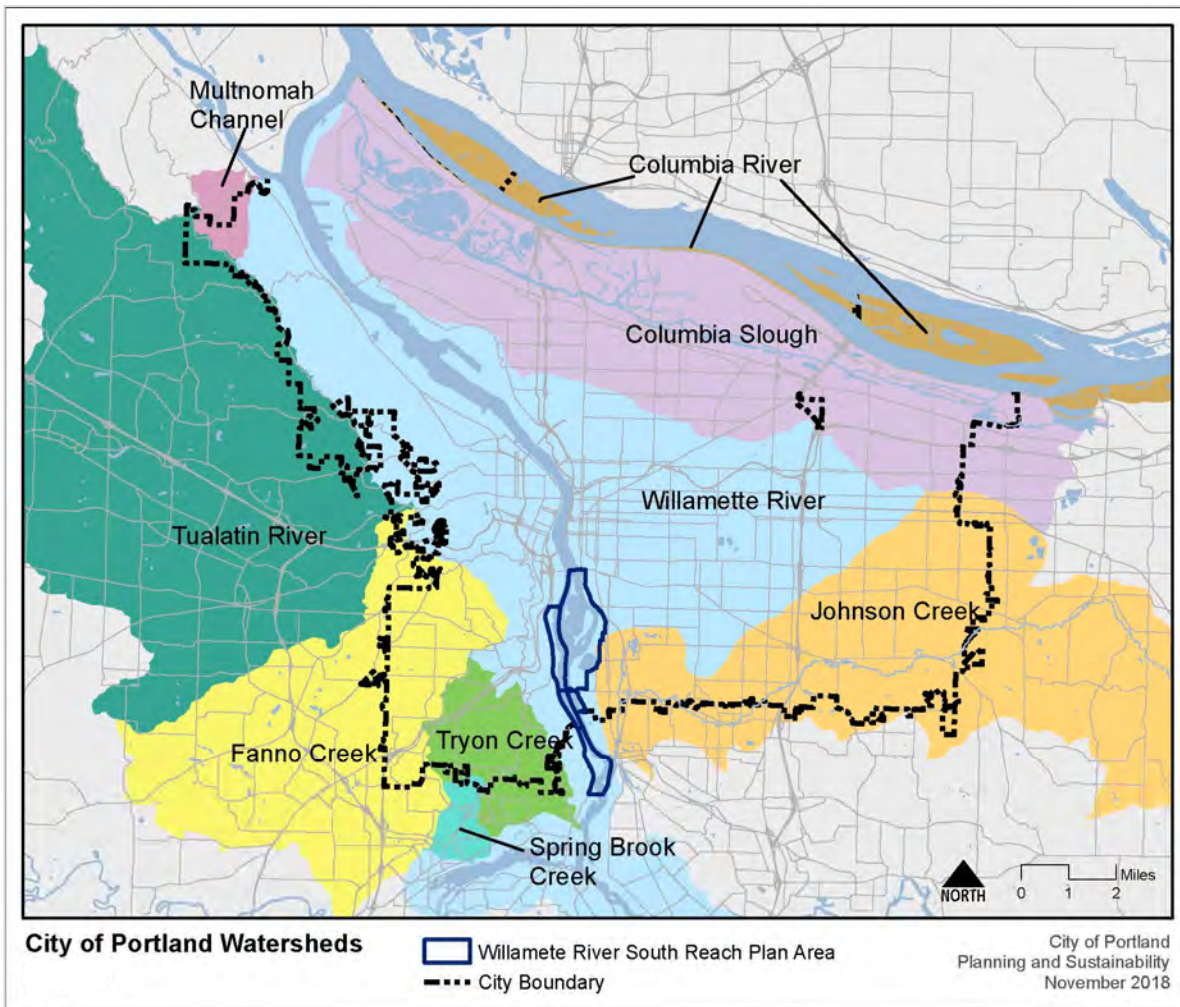 Multnomah
Channel
Columbia River
Columbia Slough
Willamette River
Tualatin River
Johnson Creek
Tryon Creek
Fanno Creek
Spring Brook
Creek
NORTH
0 1 2 Miles
City of Portland Watersheds
Willamete River South Reach Plan Area
City Boundary
City of Portland
Planning and Sustainability
November 2018